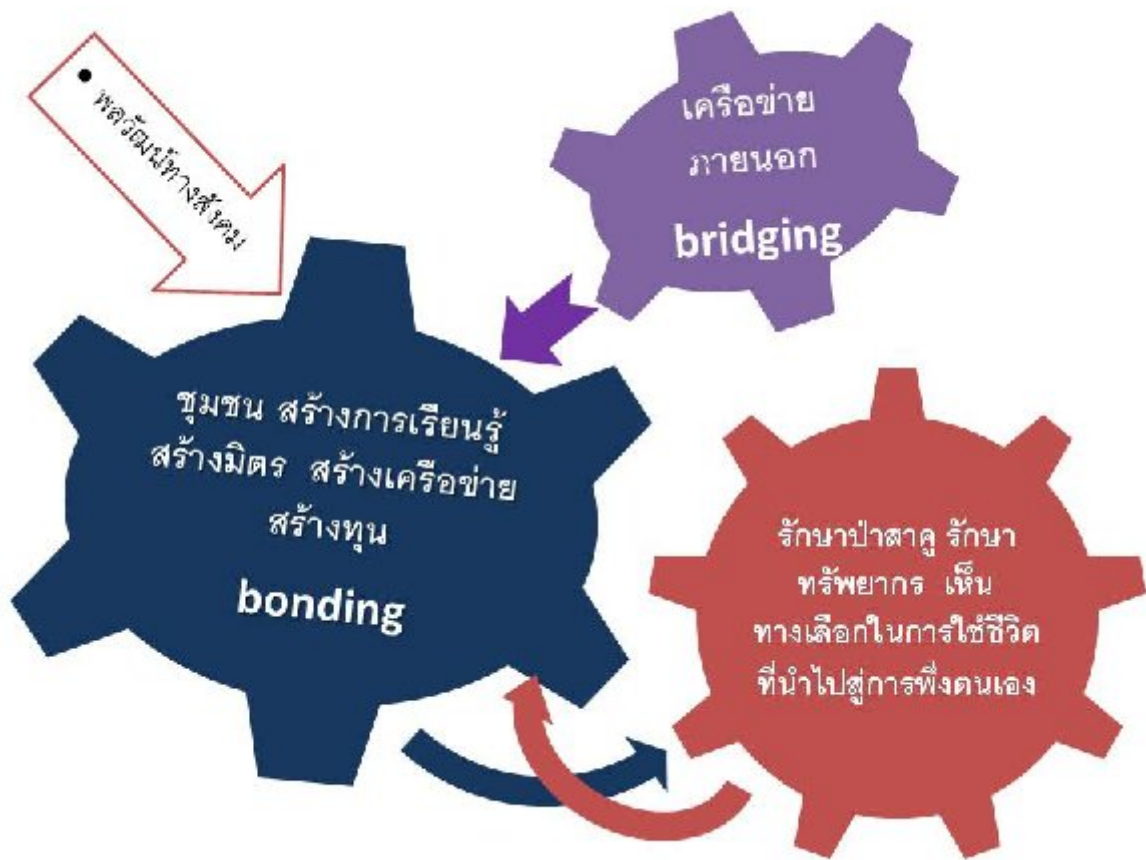 • พลวัฒน์ทางสังคม
เครือข่าย
ภายนอก
bridging
ชุมชน สร้างการเรียนรู้
สร้างมิตร สร้างเครือข่าย
สร้างทุน
bonding
รักษาป่าสาคู รักษา
ทรัพยากร เห็น
ทางเลือกในการใช้ชีวิต
ที่นำไปสู่การพึ่งตนเอง